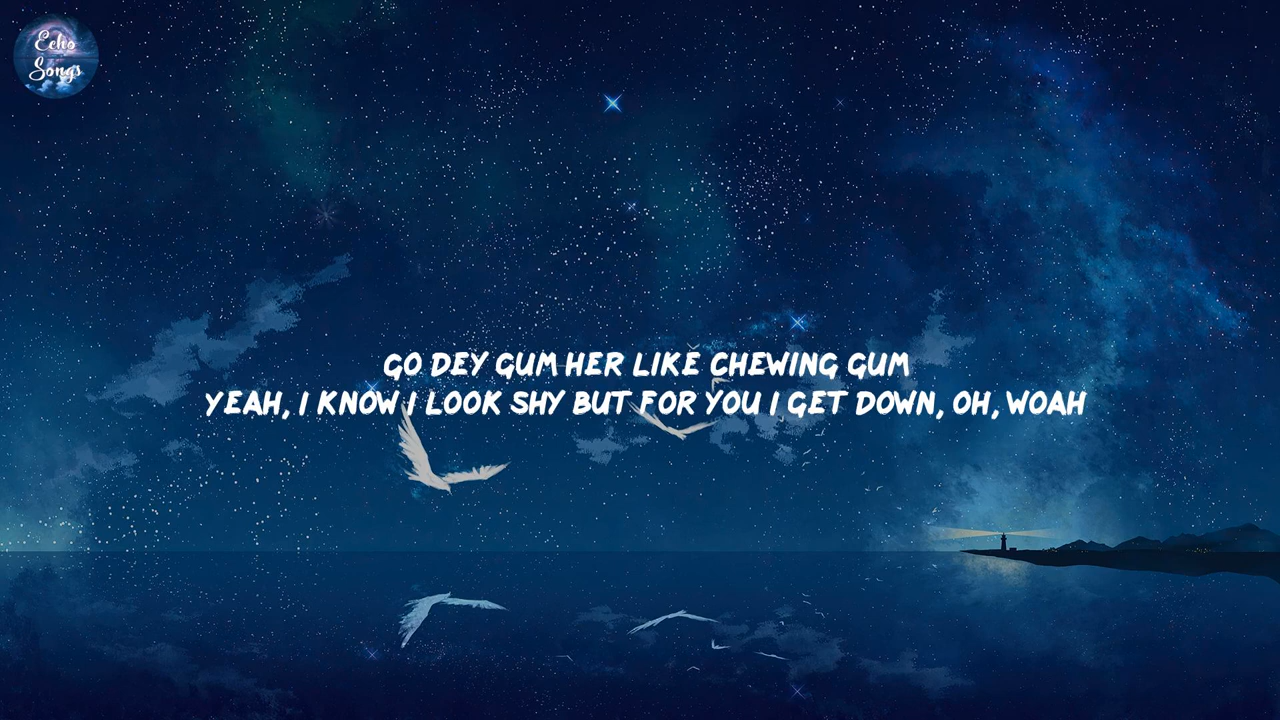 Echo
Songs
GO DEY GUM HER LIKE CHEWING GUM
YEAH, I KNOW I LOOK SHY BUT FOR YOU I GET DOWN, OH, WOAH